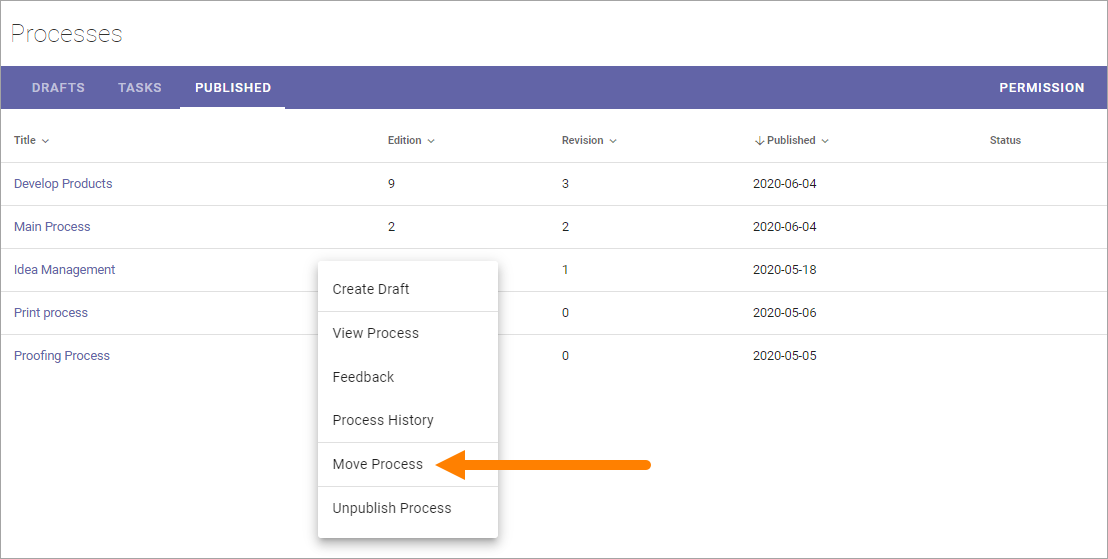 Processes
DRAFTS TASKS PUBLISHED PERMISSION
Title Edition Revision Published Status
Develop Products 9 3 2020-06-04
Main Process 2 2 2020-06-04
Idea Management 1 2020-05-18
Print process 0 2020-05-06
Proofing Process 0 2020-05-05
Create Draft
View Process
Feedback
Process History
Move Process
Unpublish Process